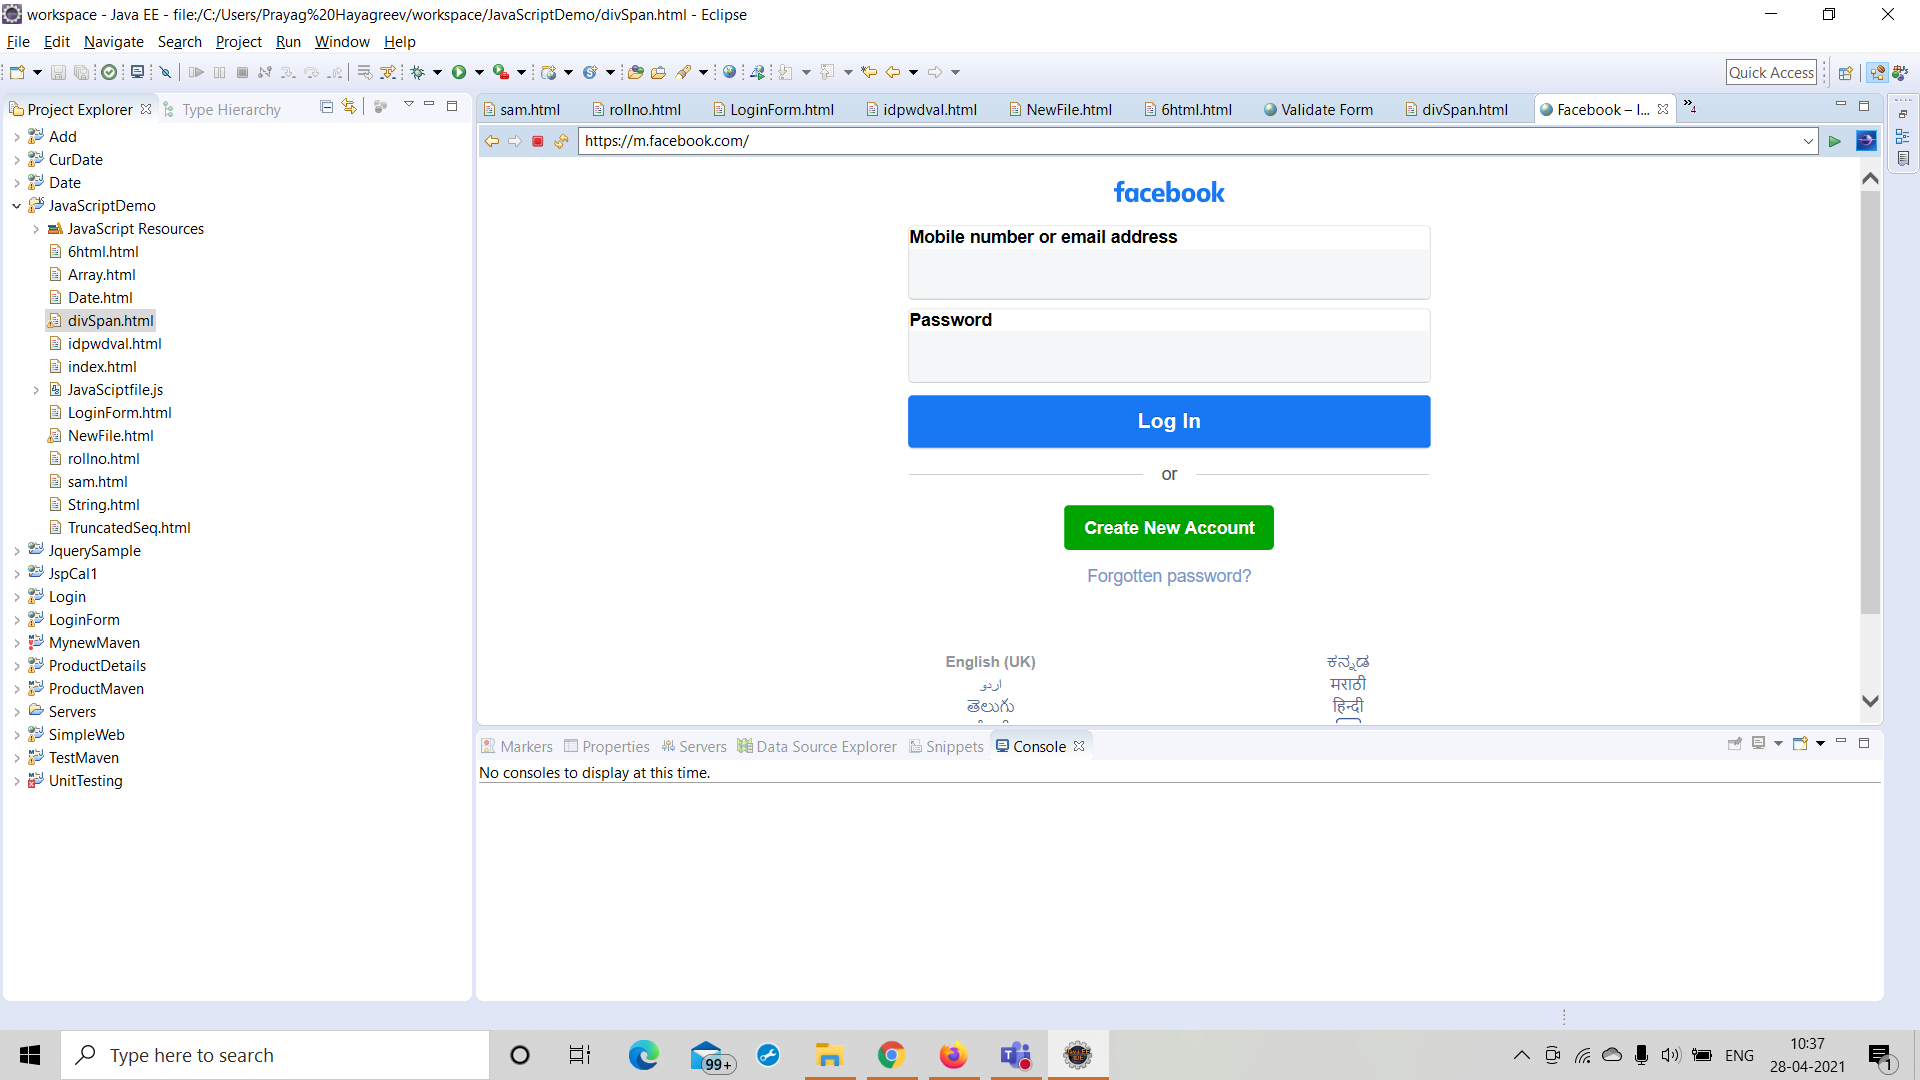 workspace - Java EE - file:/C:/Users/Prayag%20Hayagreev/workspace/JavaScriptDemo/divSpan.html - Eclipse
File Edit Navigate Search Project Run Window Help
Quick Access
Project Explorer Type Hierarchy
Add
CurDate
Date
JavaScriptDemo
JavaScript Resources
6html.html
Array.html
Date.html
divSpan.html
idpwdval.html
index.html
JavaSciptfile.js
LoginForm.html
NewFile.html
rollno.html
sam.html
String.html
TruncatedSeq.html
JquerySample
JspCal1
Login
LoginForm
MynewMaven
ProductDetails
ProductMaven
Servers
SimpleWeb
TestMaven
UnitTesting
sam.html rollno.html LoginForm.html idpwdval.html NewFile.html 6html.html Validate Form divSpan.html Facebook – l... »4
https://m.facebook.com/
facebook
Mobile number or email address
Password
Log In
or
Create New Account
Forgotten password?
English (UK) ಕನ್ನಡ
اردو मराठी
తెలుగు हिन्दी
Markers Properties Servers Data Source Explorer Snippets Console
No consoles to display at this time.
Type here to search
99+
ENG
10:37
28-04-2021
1